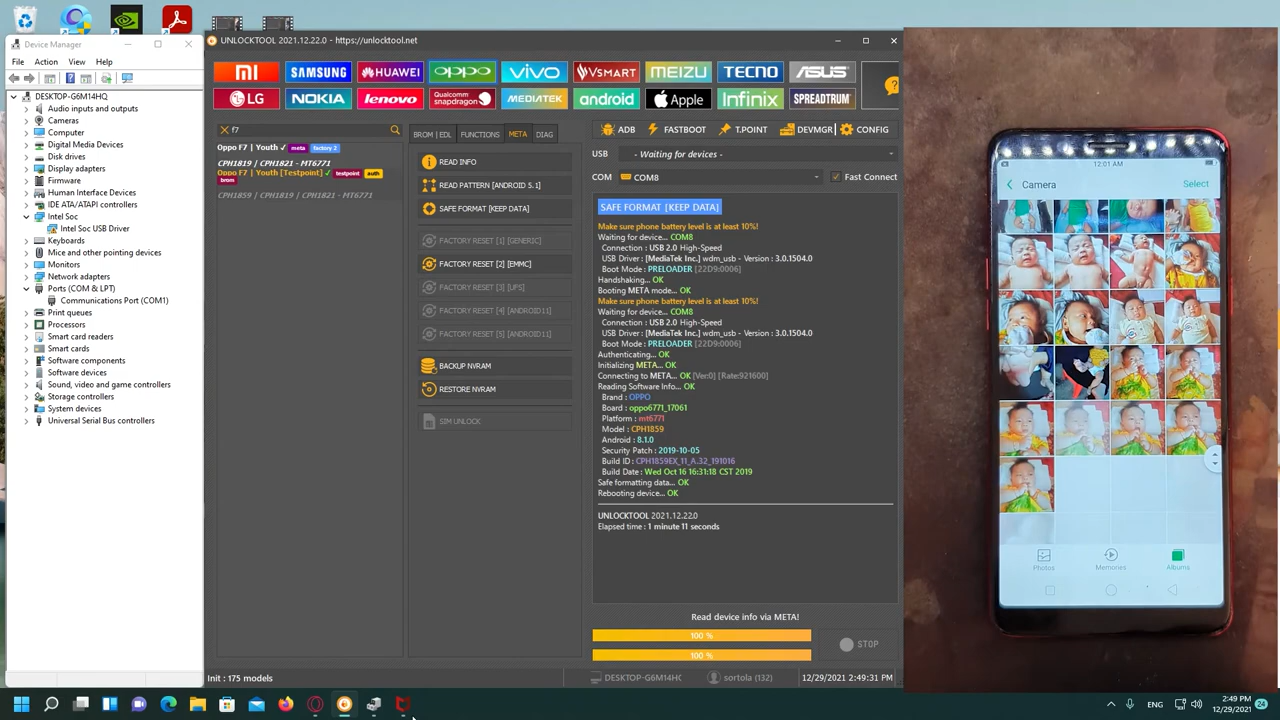 Device Manager
File Action View Help
DESKTOP-G6M14HQ
Audio inputs and outputs
Cameras
Computer
Digital Media Devices
Disk drives
Display adapters
Firmware
Human Interface Devices
IDE ATA/ATAPI controllers
Intel Soc
Intel Soc USB Driver
Keyboards
Mice and other pointing devices
Monitors
Network adapters
Ports (COM & LPT)
Communications Port (COM1)
Print queues
Processors
Smart card readers
Smart cards
Software components
Software devices
Sound, video and game controllers
Storage controllers
System devices
Universal Serial Bus controllers
UNLOCKTOOL 2021.12.22.0 - https://unlocktool.net
MI SAMSUNG HUAWEI OPPO VIVO VSMART MEIZU TECNO ASUS
LG NOKIA lenovo Qualcomm snapdragon MEDIATEK android Apple Infinix SPREADTRUM
f7
Oppo F7 | Youth ✓ meta factory 2
CPH1819 / CPH1821 - MT6771
Oppo F7 | Youth [Testpoint] ✓ testpoint auth
brom
CPH1859 / CPH1819 / CPH1821 - MT6771
BROM | EDL FUNCTIONS META DIAG
READ INFO
READ PATTERN [ANDROID 5.1]
SAFE FORMAT [KEEP DATA]
FACTORY RESET [1] [GENERIC]
FACTORY RESET [2] [EMMC]
FACTORY RESET [3] [UFS]
FACTORY RESET [4] [ANDROID11]
FACTORY RESET [5] [ANDROID11]
BACKUP NVRAM
RESTORE NVRAM
SIM UNLOCK
ADB FASTBOOT T.POINT DEVMGR CONFIG
USB - Waiting for devices -
COM COM8 Fast Connect
SAFE FORMAT [KEEP DATA]
Make sure phone battery level is at least 10%!
Waiting for device... COM8
Connection : USB 2.0 High-Speed
USB Driver : [MediaTek Inc.] wdm_usb - Version : 3.0.1504.0
Boot Mode : PRELOADER [22D9:0006]
Handshaking... OK
Booting META mode... OK
Make sure phone battery level is at least 10%!
Waiting for device... COM8
Connection : USB 2.0 High-Speed
USB Driver : [MediaTek Inc.] wdm_usb - Version : 3.0.1504.0
Boot Mode : PRELOADER [22D9:0006]
Authenticating... OK
Initializing META... OK
Connecting to META... OK [Ver:0] [Rate:921600]
Reading Software Info... OK
Brand : OPPO
Board : oppo6771_17061
Platform : mt6771
Model : CPH1859
Android : 8.1.0
Security Patch : 2019-10-05
Build ID : CPH1859EX_11_A.32_191016
Build Date : Wed Oct 16 16:31:18 CST 2019
Safe formatting data... OK
Rebooting device... OK
UNLOCKTOOL 2021.12.22.0
Elapsed time : 1 minute 11 seconds
Read device info via META!
100 %
100 %
STOP
Init : 175 models
DESKTOP-G6M14HQ
sortola (132)
12/29/2021 2:49:31 PM
12:01 AM
Camera
Select
Photos Memories Albums
ENG
2:49 PM
12/29/2021
24